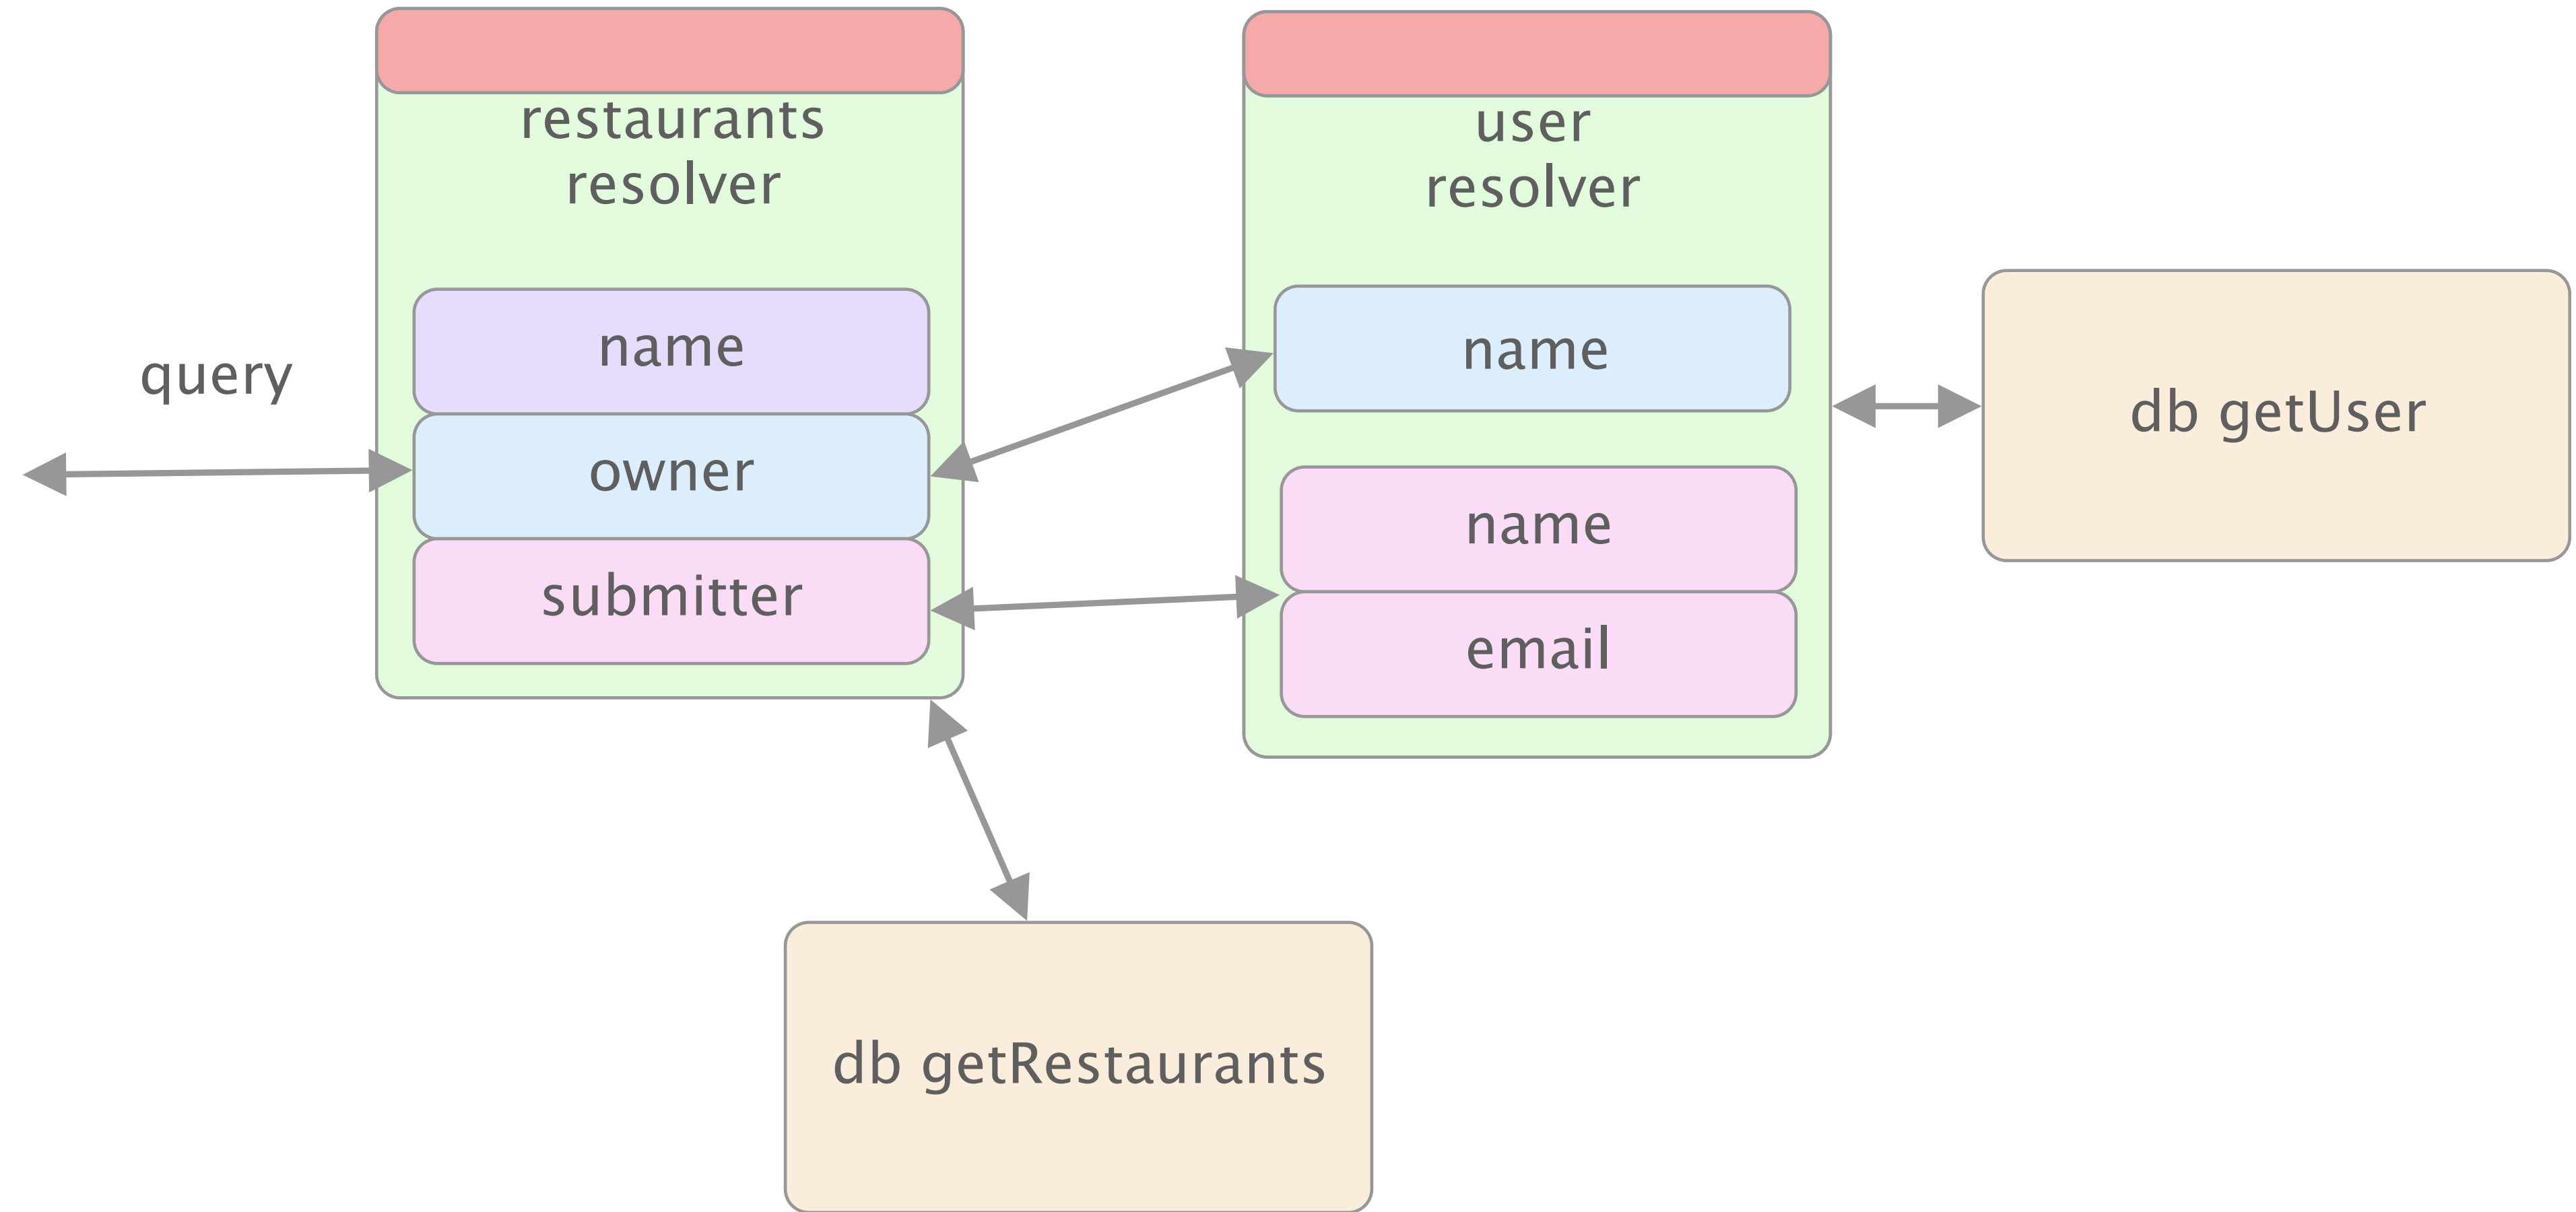 restaurants
resolver
name
owner
submitter
query
user
resolver
name
name
email
db getUser
db getRestaurants